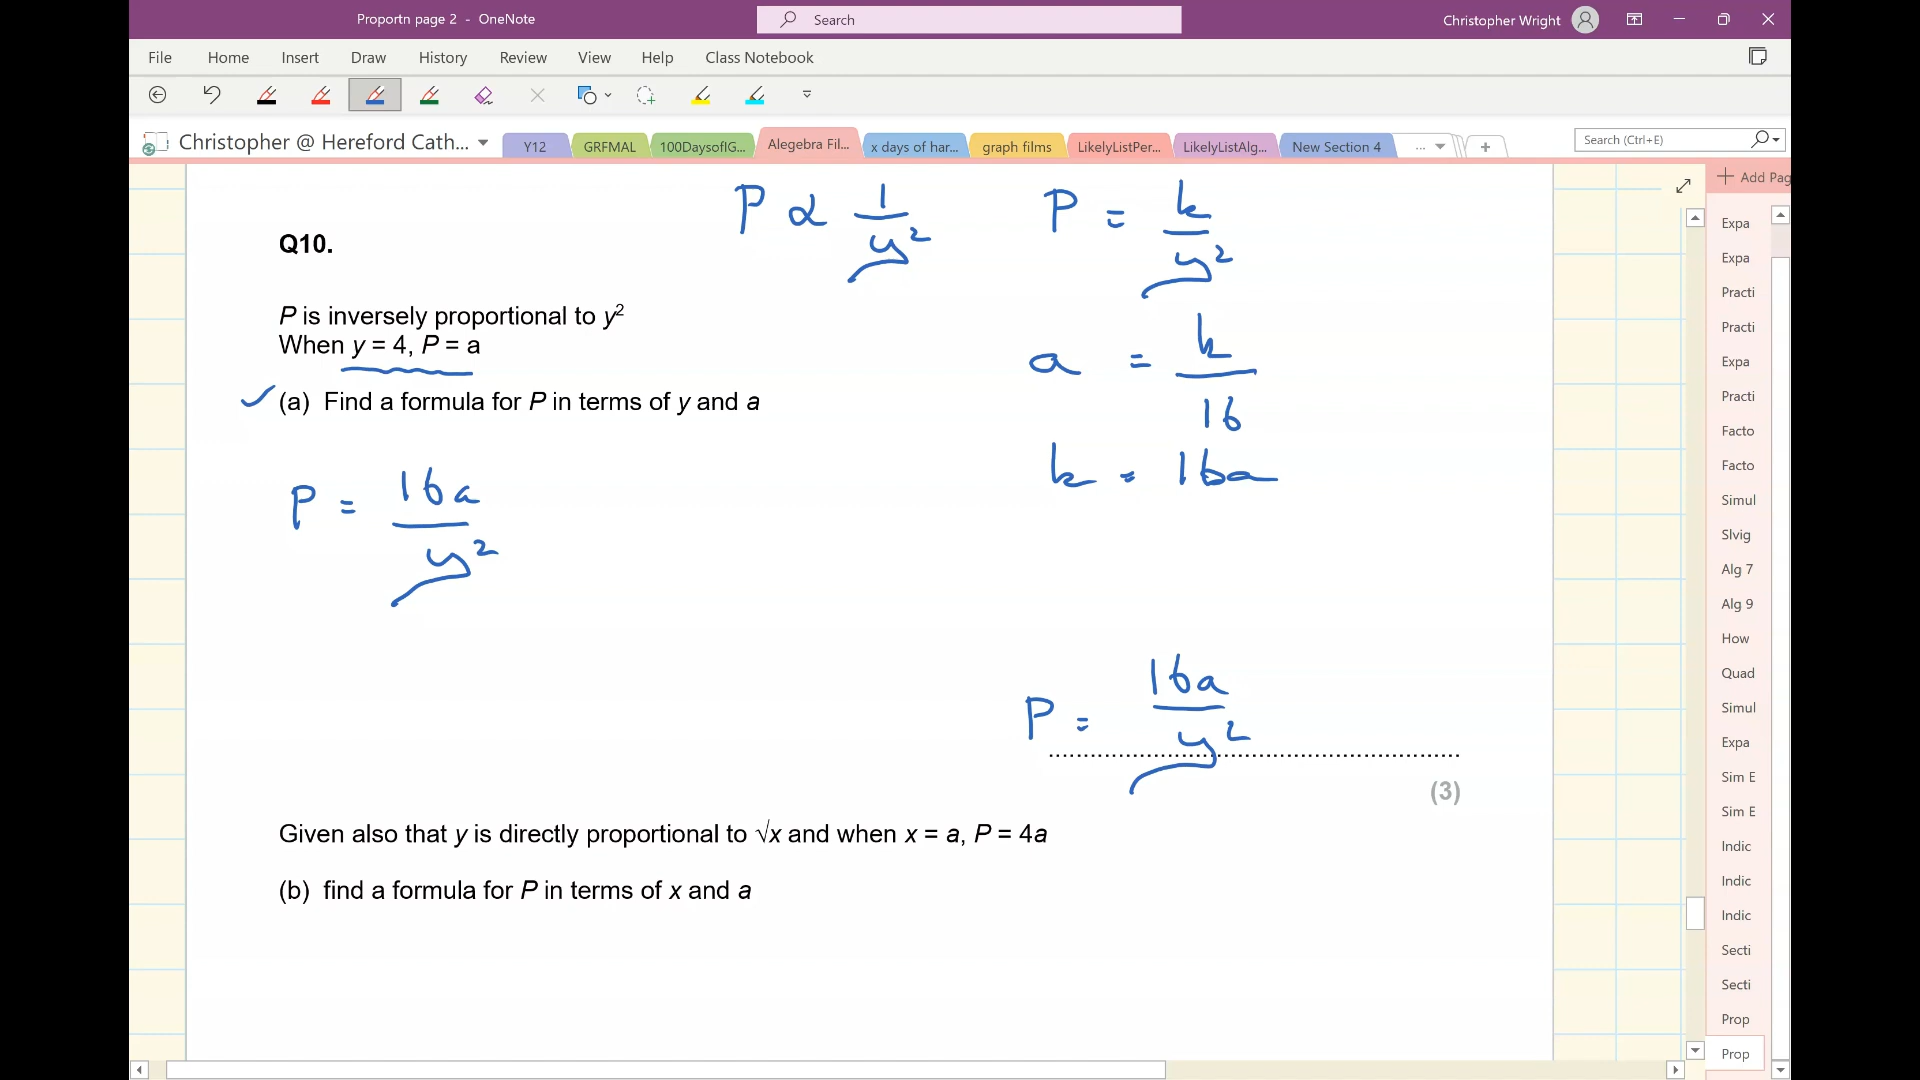 Proportn page 2 - OneNote
Search
Christopher Wright
File Home Insert Draw History Review View Help Class Notebook
Christopher @ Hereford Cath...
Y12 GRFMAL 100DaysofIG... Alegebra Fil... x days of har... graph films LikelyListPer... LikelyListAlg... New Section 4 ... +
Search (Ctrl+E)
+ Add Pag
P ∝ 1/y²
P = k/y²
Q10.
P is inversely proportional to y²
When y = 4, P = a
a = k/16
(a) Find a formula for P in terms of y and a
k = 16a
P = 16a/y²
P = 16a/y²
(3)
Given also that y is directly proportional to √x and when x = a, P = 4a
(b) find a formula for P in terms of x and a
Expa
Expa
Practi
Practi
Expa
Practi
Facto
Facto
Simul
Slvig
Alg 7
Alg 9
How
Quad
Simul
Expa
Sim E
Sim E
Indic
Indic
Indic
Secti
Secti
Prop
Prop